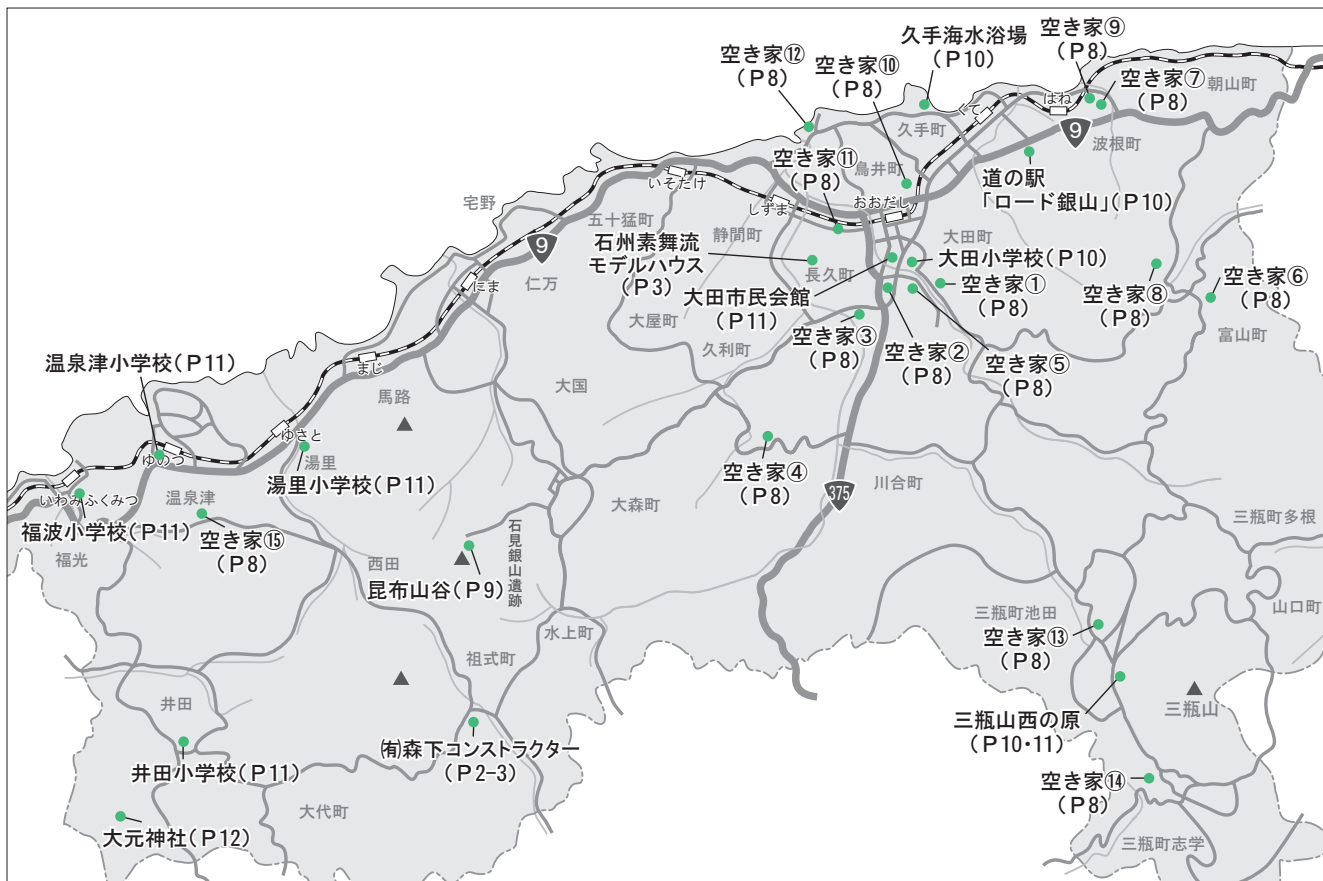 空き家⑫
(P8)
空き家⑩
(P8)
久手海水浴場
(P10)
空き家⑨
(P8)
空き家⑦
(P8)
朝山町
はね
くて
久手町
9
波根町
空き家⑪
(P8)
鳥井町
道の駅
「ロード銀山」(P10)
いそたけ
しずま
おおだし
宅野
五十猛町
静間町
大田町
石州素舞流
モデルハウス
(P3)
長久町
大田小学校(P10)
9
仁万
にま
大田市民会館
(P11)
空き家①
(P8)
空き家⑧
(P8)
空き家⑥
(P8)
大屋町
久利町
空き家③
(P8)
空き家②
(P8)
空き家⑤
(P8)
富山町
温泉津小学校(P11)
まじ
馬路
大国
ゆさと
湯里
ゆのつ
湯里小学校(P11)
空き家④
(P8)
川合町
375
いわみふくみつ
温泉津
福波小学校(P11)
福光
空き家⑮
(P8)
大森町
石見銀山遺跡
西田
昆布山谷(P9)
三瓶町多根
山口町
三瓶町池田
空き家⑬
(P8)
水上町
祖式町
井田
三瓶山西の原
(P10・11)
三瓶山
㈲森下コンストラクター
(P2-3)
井田小学校(P11)
空き家⑭
(P8)
大代町
大元神社(P12)
三瓶町志学